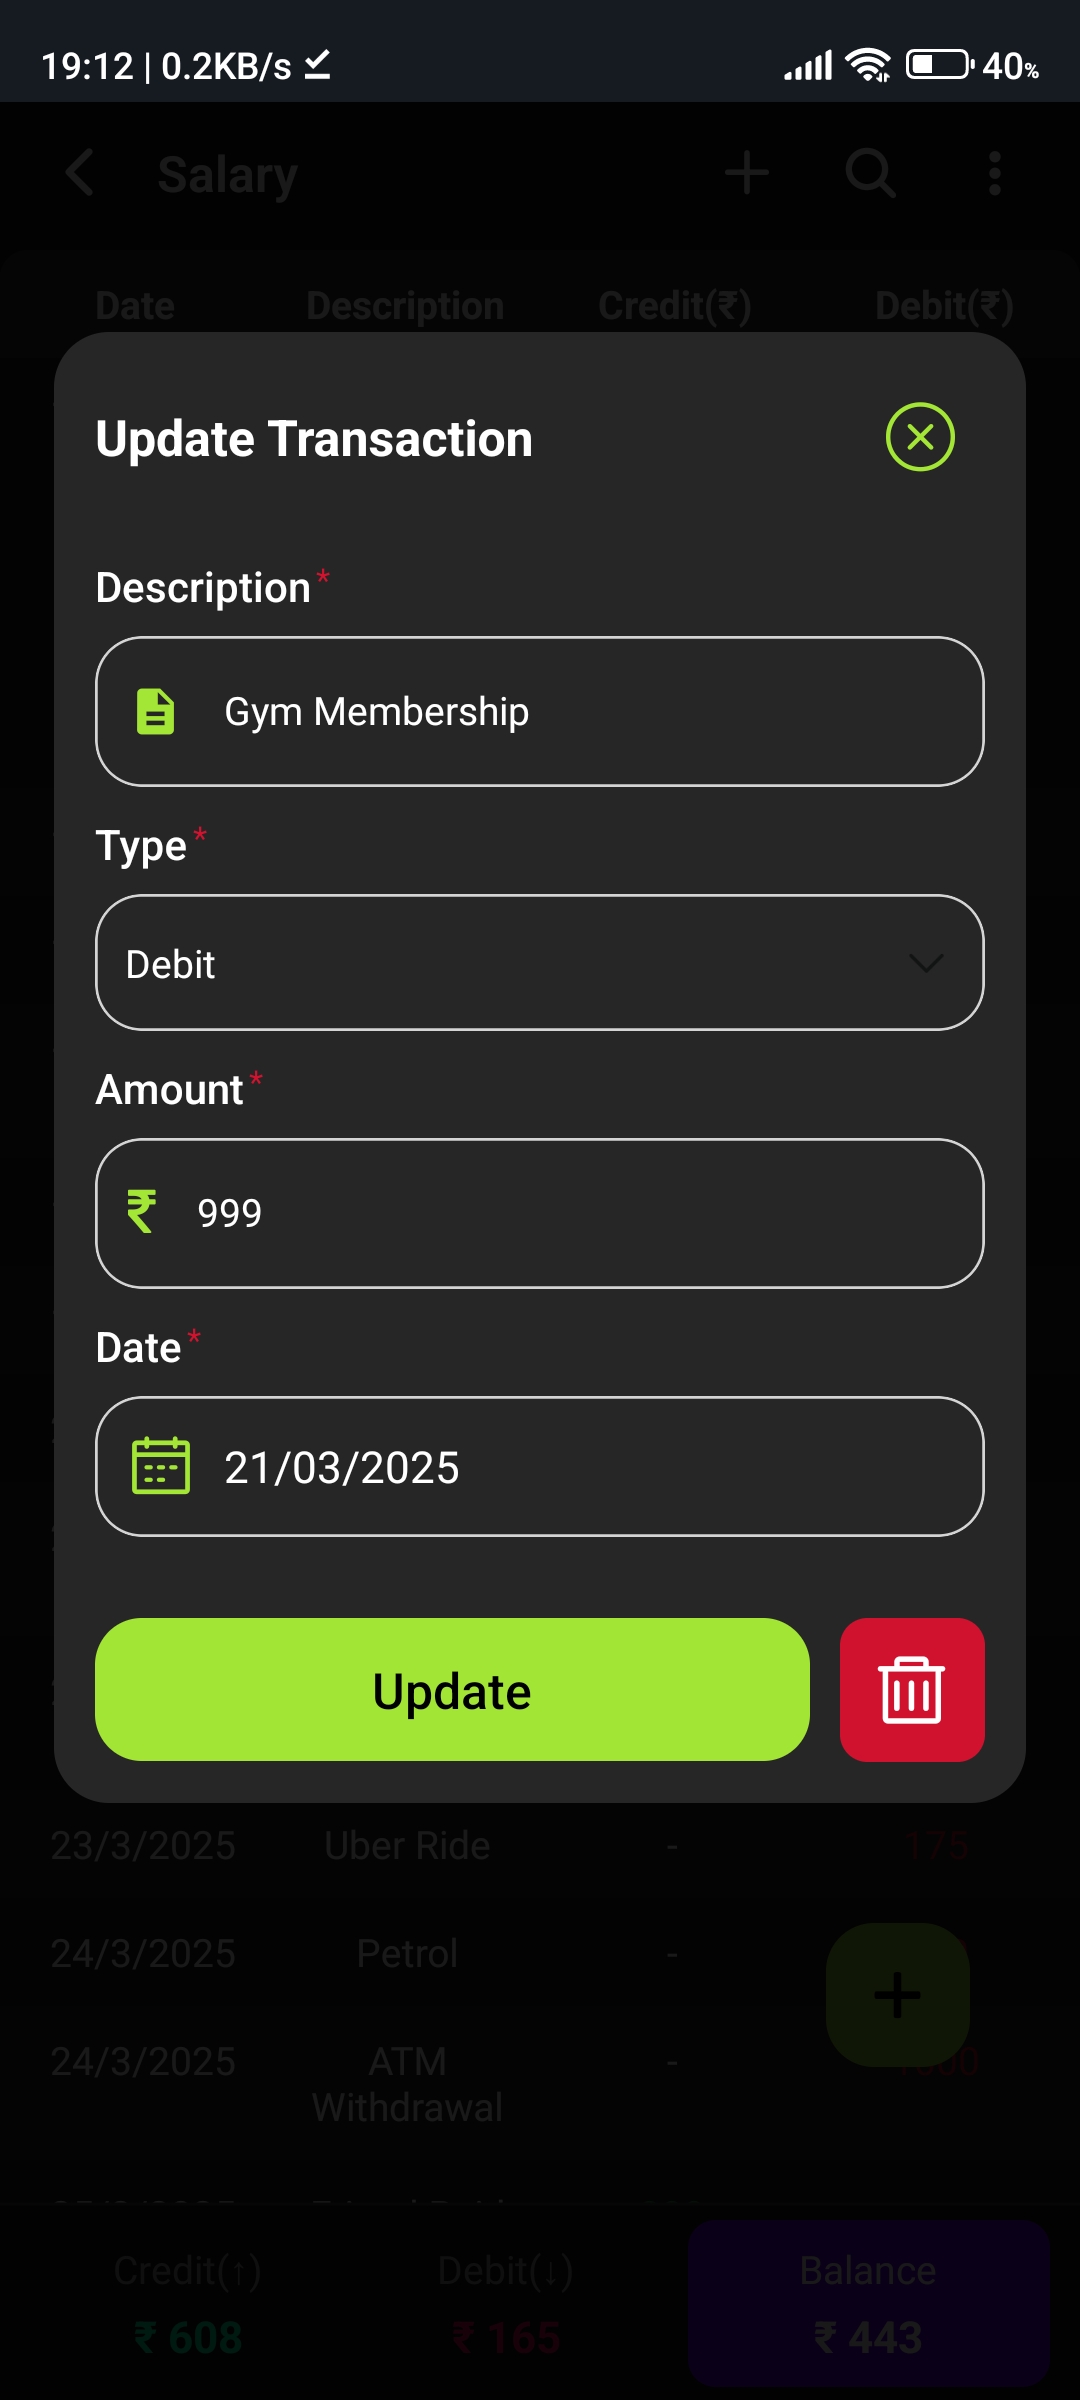 19:12 | 0.2KB/s 40%
Salary
Date Description Credit(₹) Debit(₹)
Update Transaction
Description*
Gym Membership
Type*
Debit
Amount*
₹ 999
Date*
21/03/2025
Update
23/3/2025 Uber Ride - 175
24/3/2025 Petrol -
24/3/2025 ATM Withdrawal -
Credit(↑) Debit(↓) Balance
₹ 608 ₹ 165 ₹ 443